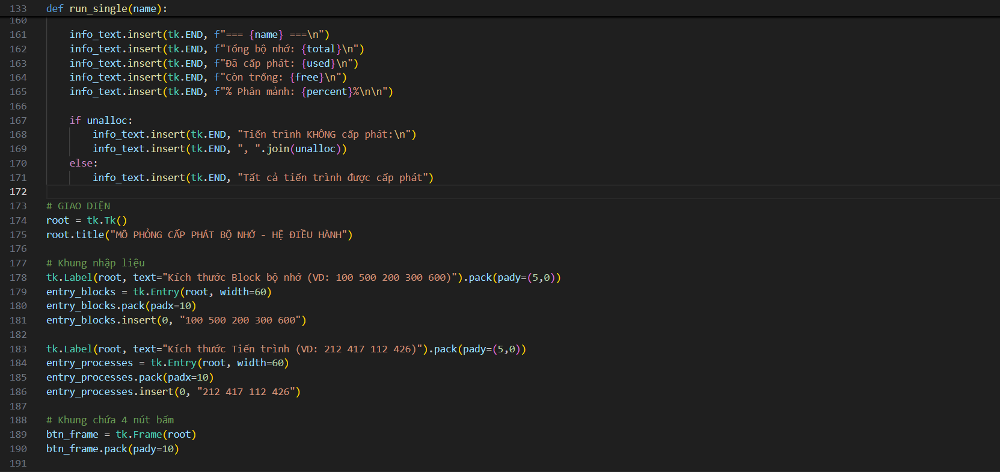 133 def run_single(name):
160
161 info_text.insert(tk.END, f"=== {name} ===\n")
162 info_text.insert(tk.END, f"Tổng bộ nhớ: {total}\n")
163 info_text.insert(tk.END, f"Đã cấp phát: {used}\n")
164 info_text.insert(tk.END, f"Còn trống: {free}\n")
165 info_text.insert(tk.END, f"% Phân mảnh: {percent}%\n\n")
166
167 if unalloc:
168 info_text.insert(tk.END, "Tiến trình KHÔNG cấp phát:\n")
169 info_text.insert(tk.END, ", ".join(unalloc))
170 else:
171 info_text.insert(tk.END, "Tất cả tiến trình được cấp phát")
172
173 # GIAO DIỆN
174 root = tk.Tk()
175 root.title("MÔ PHỎNG CẤP PHÁT BỘ NHỚ - HỆ ĐIỀU HÀNH")
176
177 # Khung nhập liệu
178 tk.Label(root, text="Kích thước Block bộ nhớ (VD: 100 500 200 300 600)").pack(pady=(5,0))
179 entry_blocks = tk.Entry(root, width=60)
180 entry_blocks.pack(padx=10)
181 entry_blocks.insert(0, "100 500 200 300 600")
182
183 tk.Label(root, text="Kích thước Tiến trình (VD: 212 417 112 426)").pack(pady=(5,0))
184 entry_processes = tk.Entry(root, width=60)
185 entry_processes.pack(padx=10)
186 entry_processes.insert(0, "212 417 112 426")
187
188 # Khung chứa 4 nút bấm
189 btn_frame = tk.Frame(root)
190 btn_frame.pack(pady=10)
191